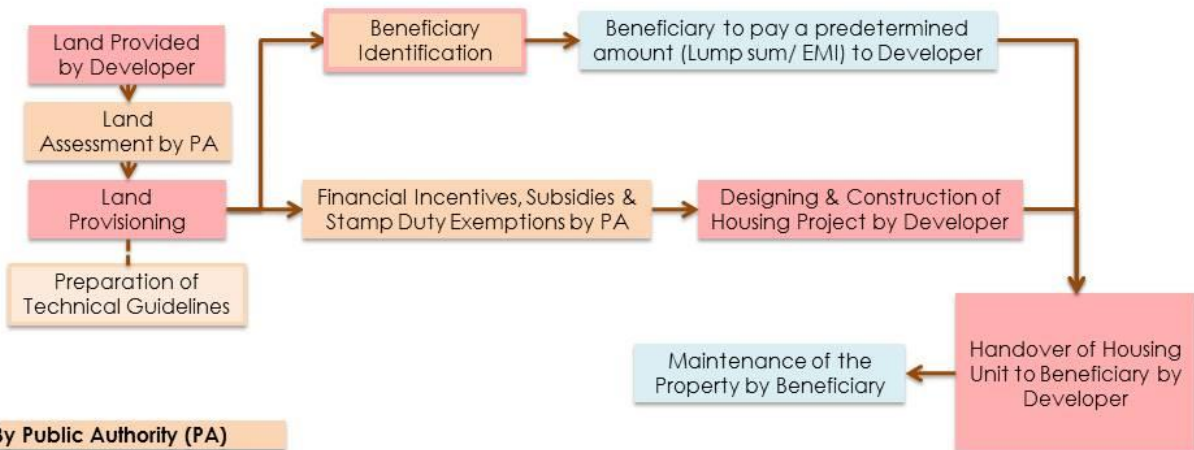 Land Provided
by Developer
Land
Assessment by PA
Land
Provisioning
Preparation of
Technical Guidelines
Beneficiary
Identification
Beneficiary to pay a predetermined
amount (Lump sum/ EMI) to Developer
Financial Incentives, Subsidies &
Stamp Duty Exemptions by PA
Designing & Construction of
Housing Project by Developer
Handover of Housing
Unit to Beneficiary by
Developer
Maintenance of the
Property by Beneficiary
By Public Authority (PA)